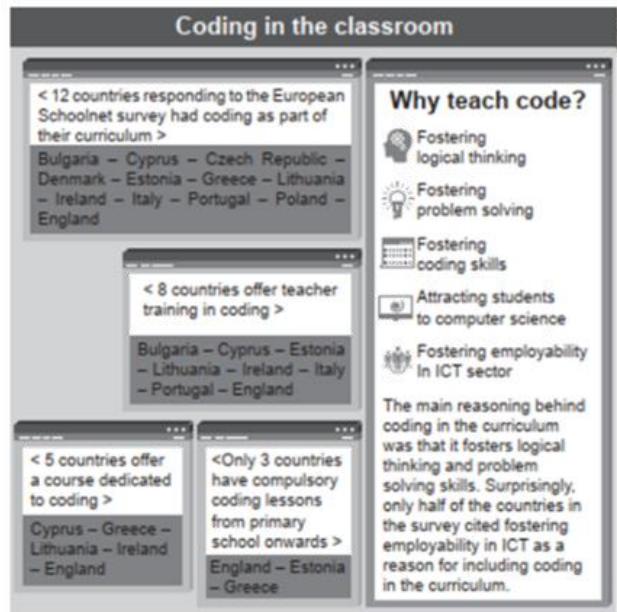 Coding in the classroom
< 12 countries responding to the European
Schoolnet survey had coding as part of
their curriculum >
Bulgaria – Cyprus – Czech Republic –
Denmark – Estonia – Greece – Lithuania
– Ireland – Italy – Portugal – Poland –
England
< 8 countries offer teacher
training in coding >
Bulgaria – Cyprus – Estonia
– Lithuania – Ireland – Italy
– Portugal – England
< 5 countries offer
a course dedicated
to coding >
Cyprus – Greece –
Lithuania – Ireland
– England
<Only 3 countries
have compulsory
coding lessons
from primary
school onwards >
England – Estonia
– Greece
Why teach code?
Fostering
logical thinking
Fostering
problem solving
Fostering
coding skills
Attracting students
to computer science
Fostering employability
In ICT sector
The main reasoning behind
coding in the curriculum
was that it fosters logical
thinking and problem
solving skills. Surprisingly,
only half of the countries in
the survey cited fostering
employability in ICT as a
reason for including coding
in the curriculum.